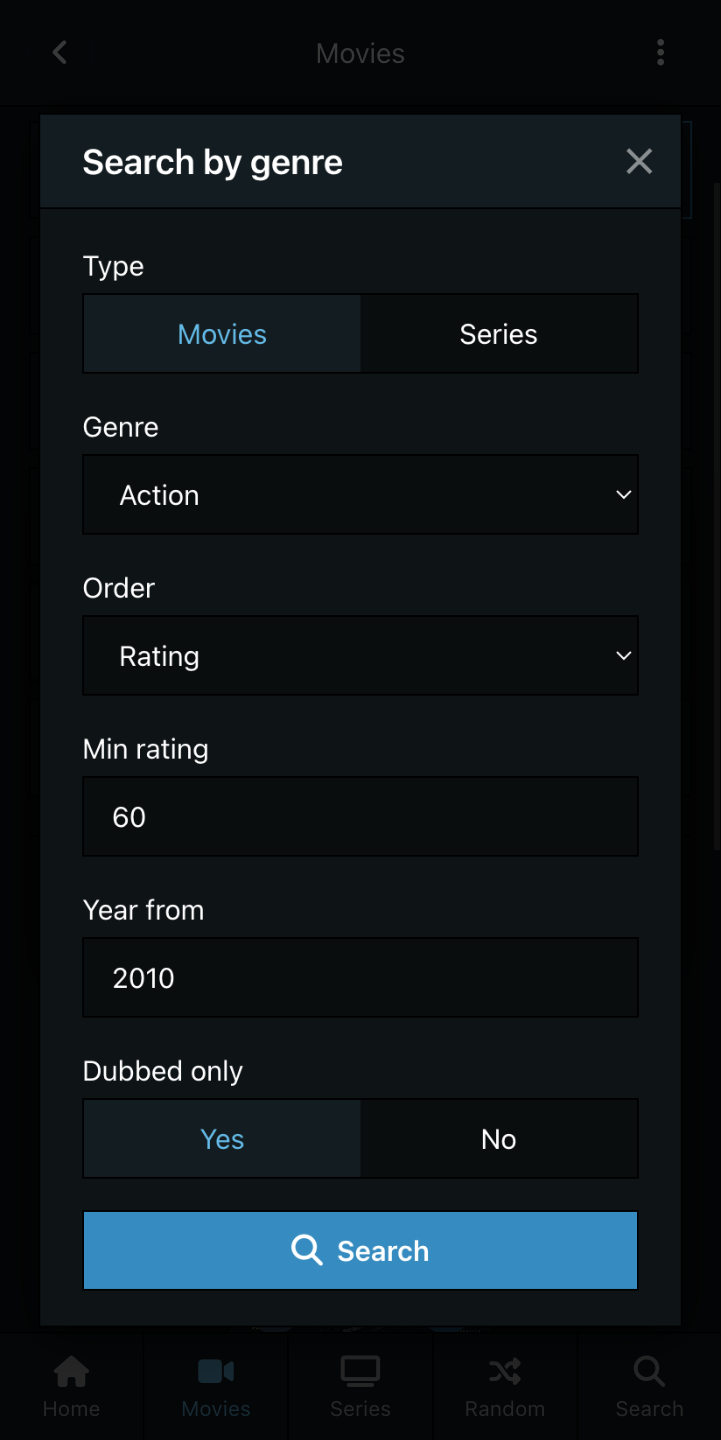 Movies
Search by genre
Type
Movies Series
Genre
Action
Order
Rating
Min rating
60
Year from
2010
Dubbed only
Yes No
Search
Home Movies Series Random Search